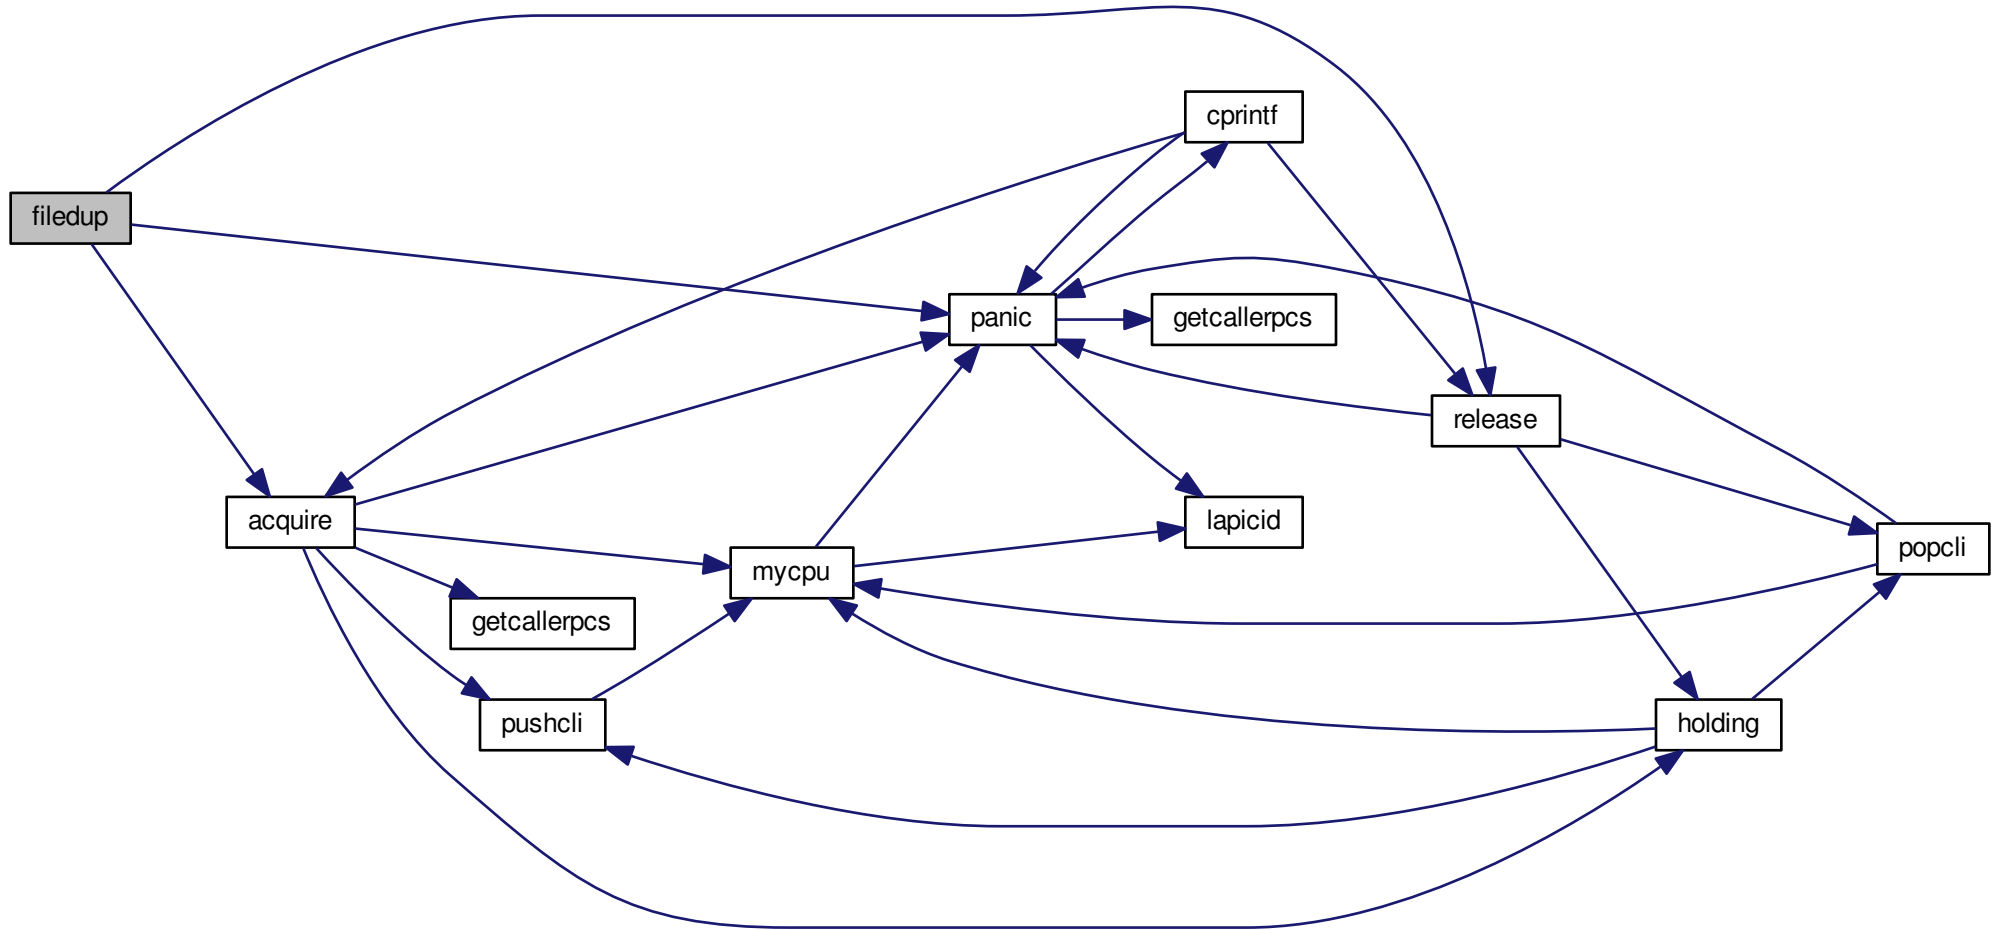 cprintf
filedup
panic
getcallerpcs
release
acquire
lapicid
popcli
mycpu
getcallerpcs
pushcli
holding